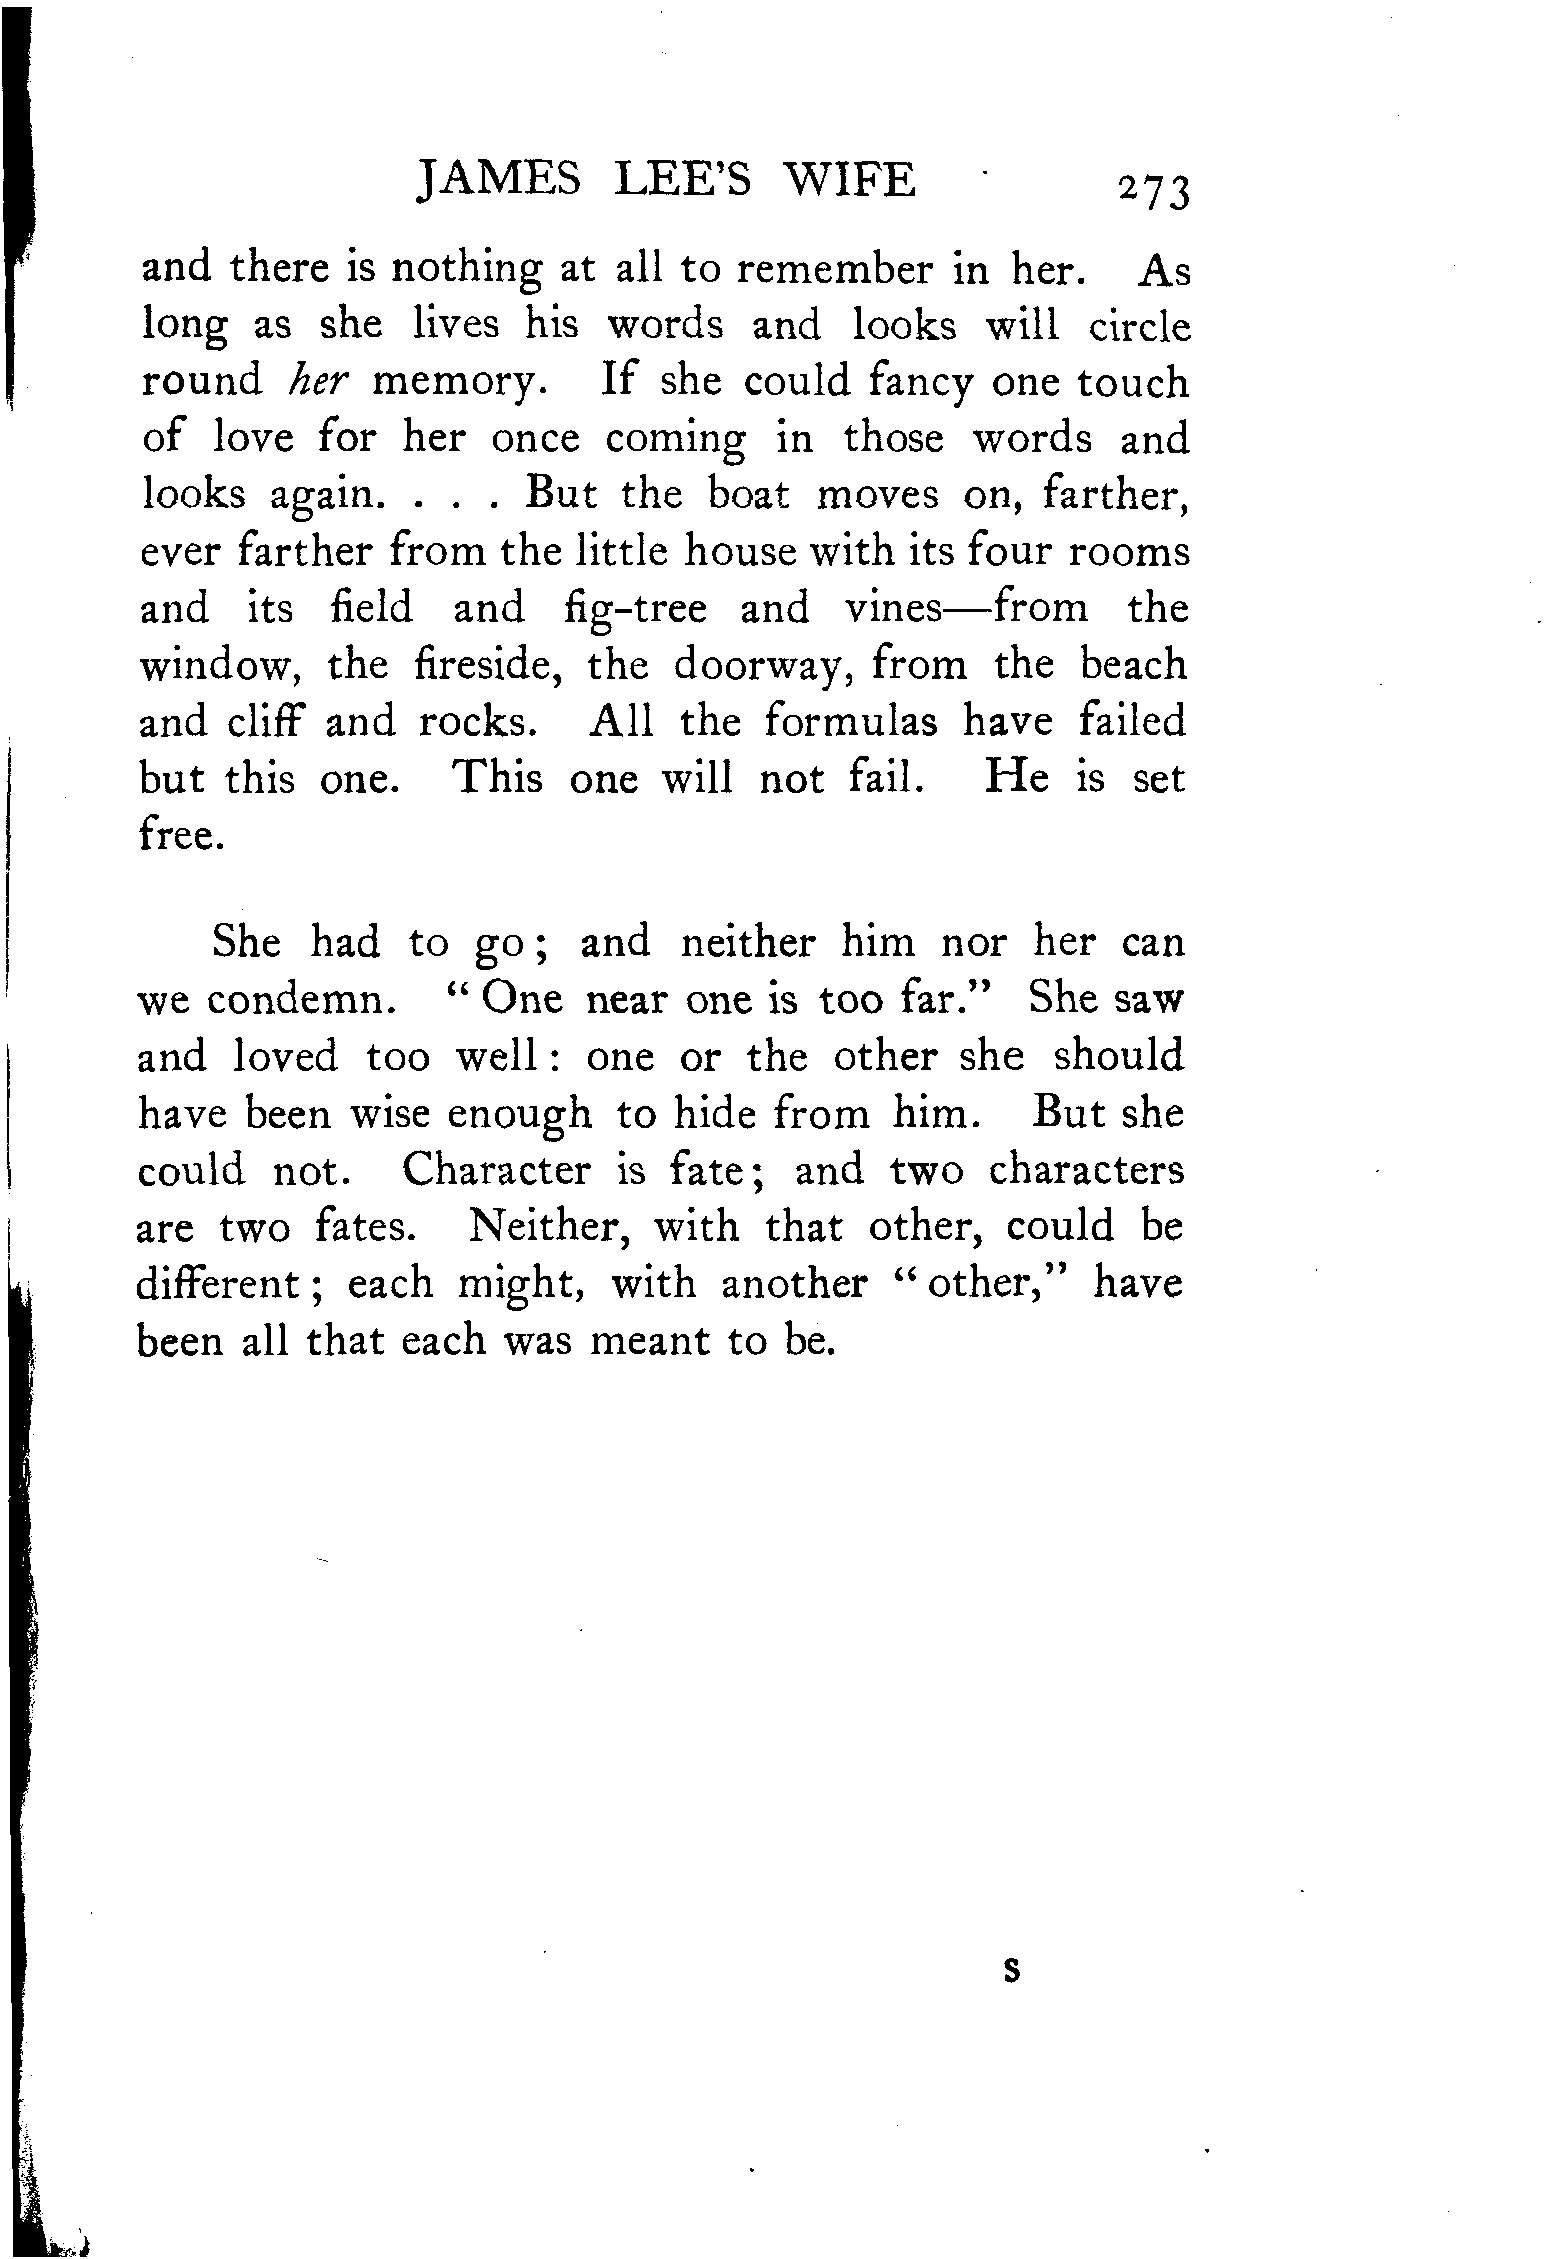 JAMES LEE'S WIFE 273
and there is nothing at all to remember in her. As
long as she lives his words and looks will circle
round her memory. If she could fancy one touch
of love for her once coming in those words and
looks again. . . . But the boat moves on, farther,
ever farther from the little house with its four rooms
and its field and fig-tree and vines—from the
window, the fireside, the doorway, from the beach
and cliff and rocks. All the formulas have failed
but this one. This one will not fail. He is set
free.
She had to go; and neither him nor her can
we condemn. "One near one is too far." She saw
and loved too well: one or the other she should
have been wise enough to hide from him. But she
could not. Character is fate; and two characters
are two fates. Neither, with that other, could be
different; each might, with another "other," have
been all that each was meant to be.
S